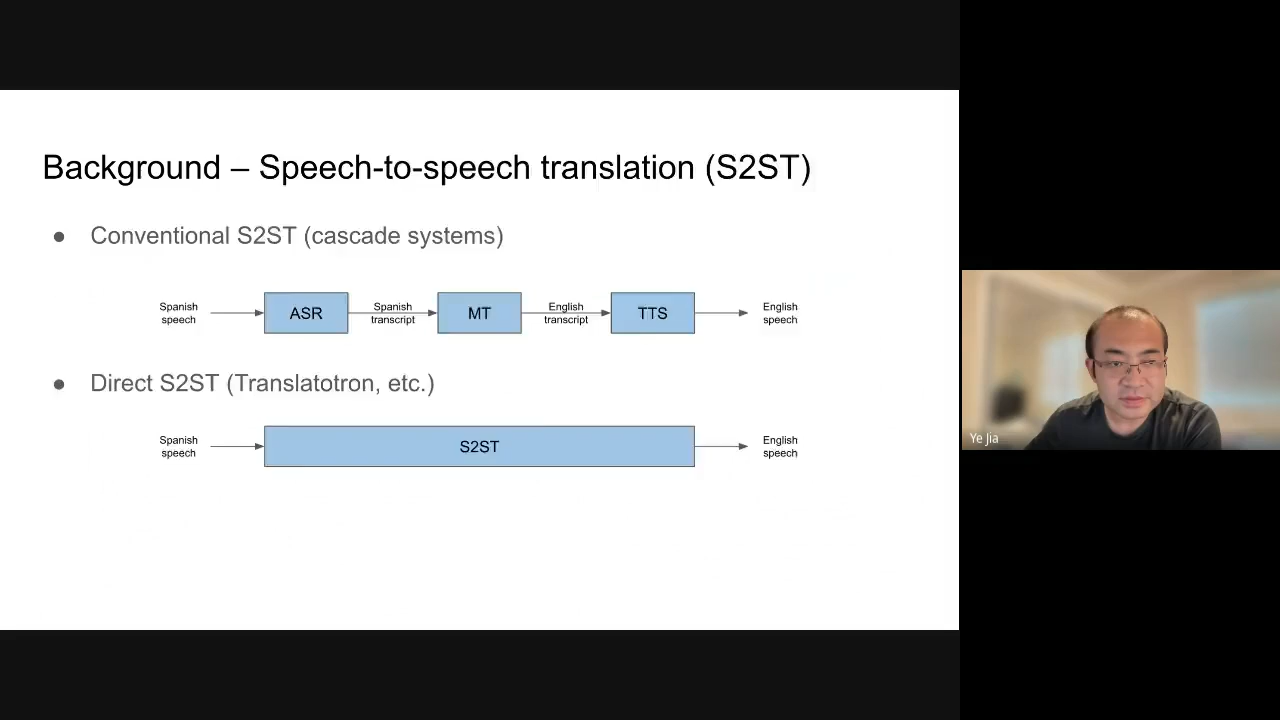 Background – Speech-to-speech translation (S2ST)
● Conventional S2ST (cascade systems)
Spanish speech
ASR
Spanish transcript
MT
English transcript
TTS
English speech
● Direct S2ST (Translatotron, etc.)
Spanish speech
S2ST
English speech
Ye Jia